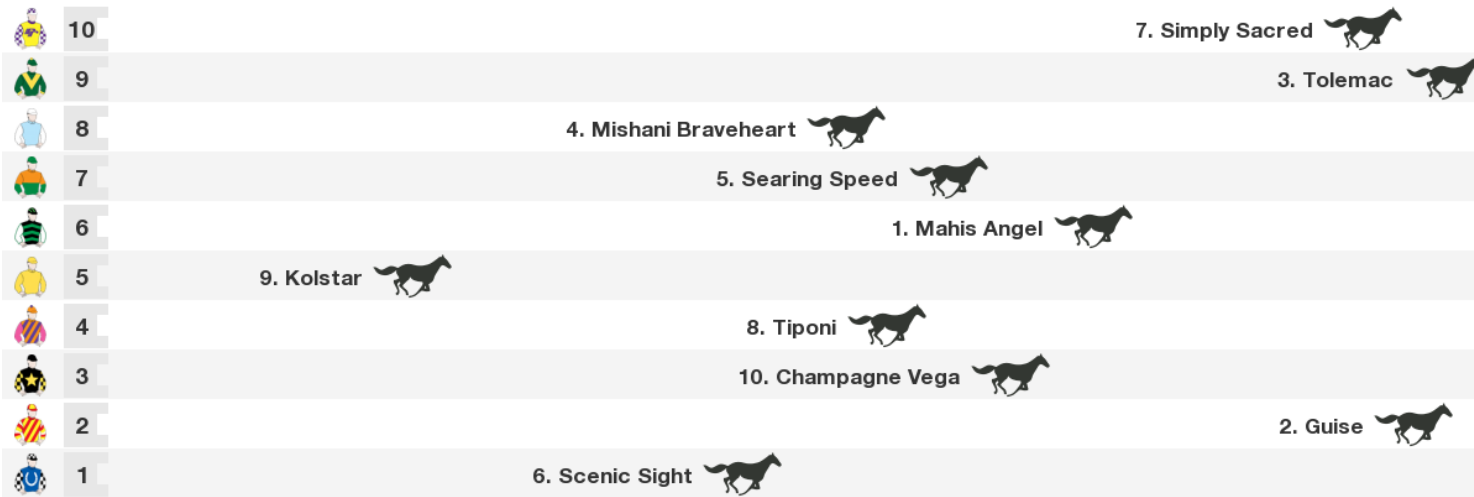 10 7. Simply Sacred
9 3. Tolemac
8 4. Mishani Braveheart
7 5. Searing Speed
6 1. Mahis Angel
5 9. Kolstar
4 8. Tiponi
3 10. Champagne Vega
2 2. Guise
1 6. Scenic Sight